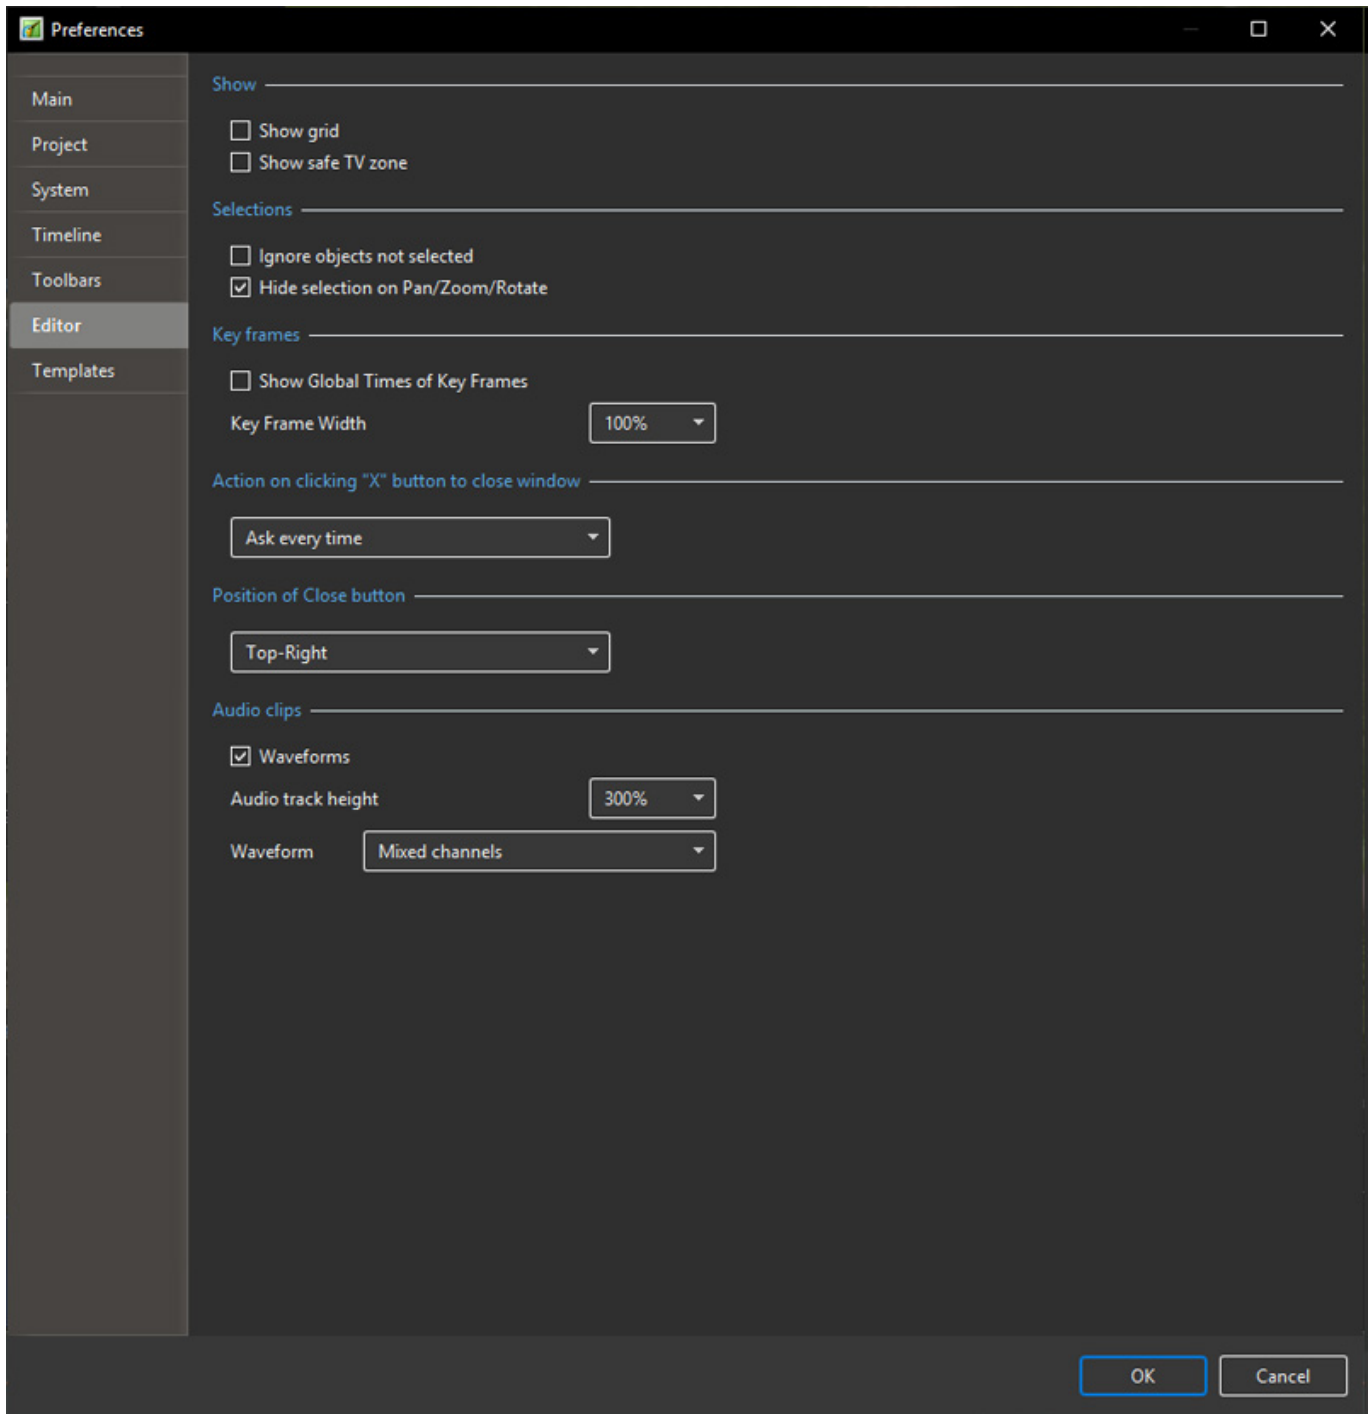 Preferences
Main
Project
System
Timeline
Toolbars
Editor
Templates
Show
Show grid
Show safe TV zone
Selections
Ignore objects not selected
Hide selection on Pan/Zoom/Rotate
Key frames
Show Global Times of Key Frames
Key Frame Width 100%
Action on clicking "X" button to close window
Ask every time
Position of Close button
Top-Right
Audio clips
Waveforms
Audio track height 300%
Waveform Mixed channels
OK Cancel